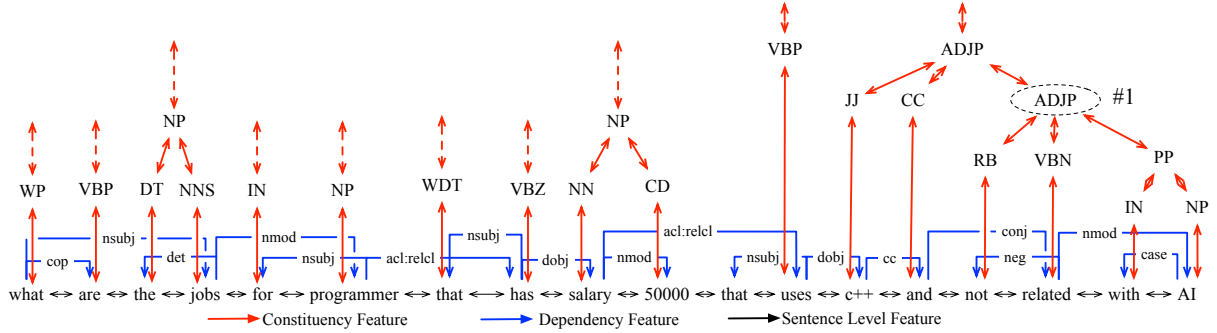 VBP ADJP
JJ CC ADJP #1
NP NP
RB VBN PP
WP VBP DT NNS IN NP WDT VBZ NN CD IN NP
nsubj nmod nsubj acl:relcl conj nmod
cop det nsubj acl:relcl dobj nmod nsubj dobj cc neg case
what are the jobs for programmer that has salary 50000 that uses c++ and not related with AI
Constituency Feature Dependency Feature Sentence Level Feature